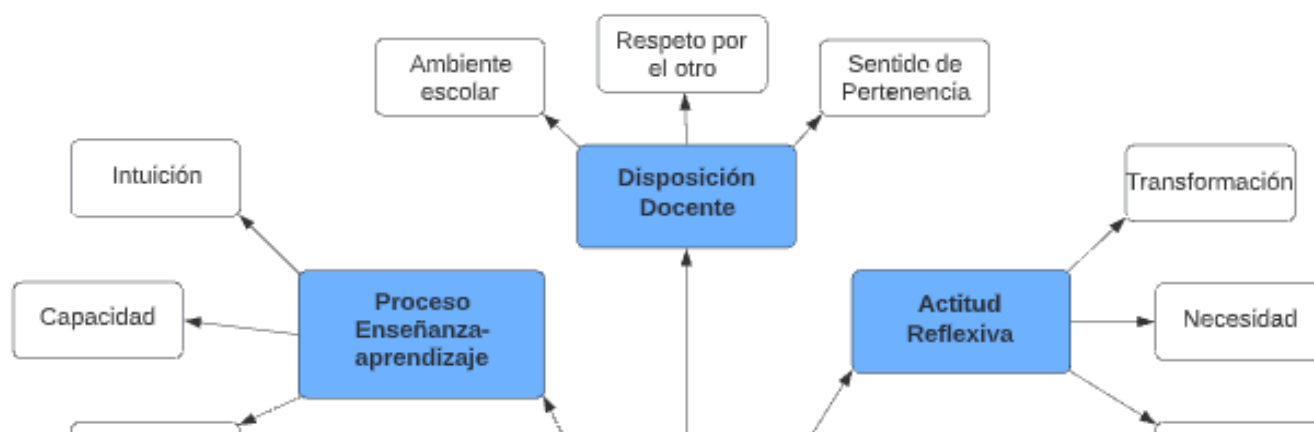 Respeto por
el otro
Ambiente
escolar
Sentido de
Pertenencia
Intuición
Disposición
Docente
Transformación
Capacidad
Proceso
Enseñanza-
aprendizaje
Actitud
Reflexiva
Necesidad